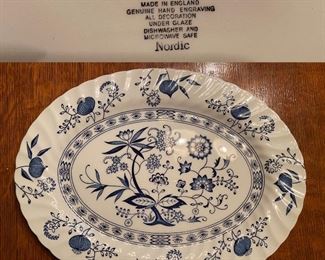 MADE IN ENGLAND
GENUINE HAND ENGRAVING
ALL DECORATION
UNDER GLAZE
DISHWASHER AND
MICROWAVE SAFE
Nordic